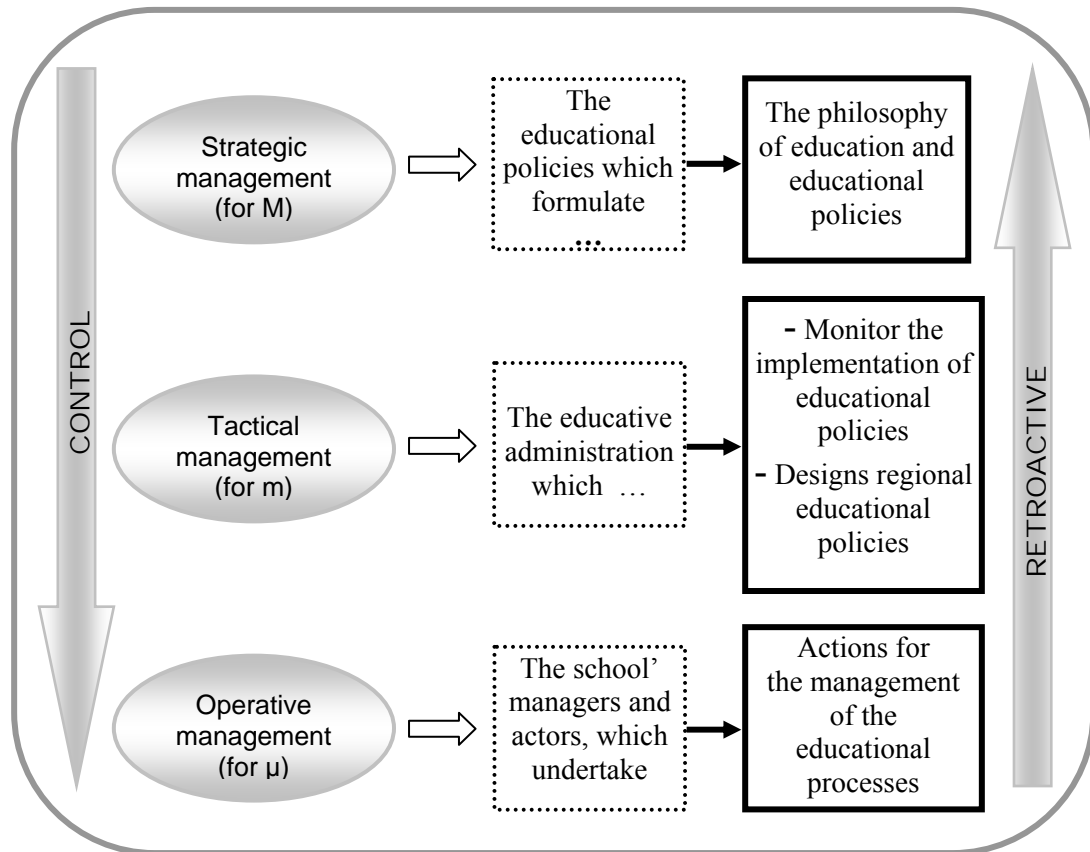 CONTROL
Strategic
management
(for M)
The
educational
policies which
formulate
…
The philosophy
of education and
educational
policies
Tactical
management
(for m)
The educative
administration
which …
- Monitor the
implementation of
educational
policies
- Designs regional
educational
policies
Operative
management
(for µ)
The school’
managers and
actors, which
undertake
Actions for
the management
of the
educational
processes
RETROACTIVE